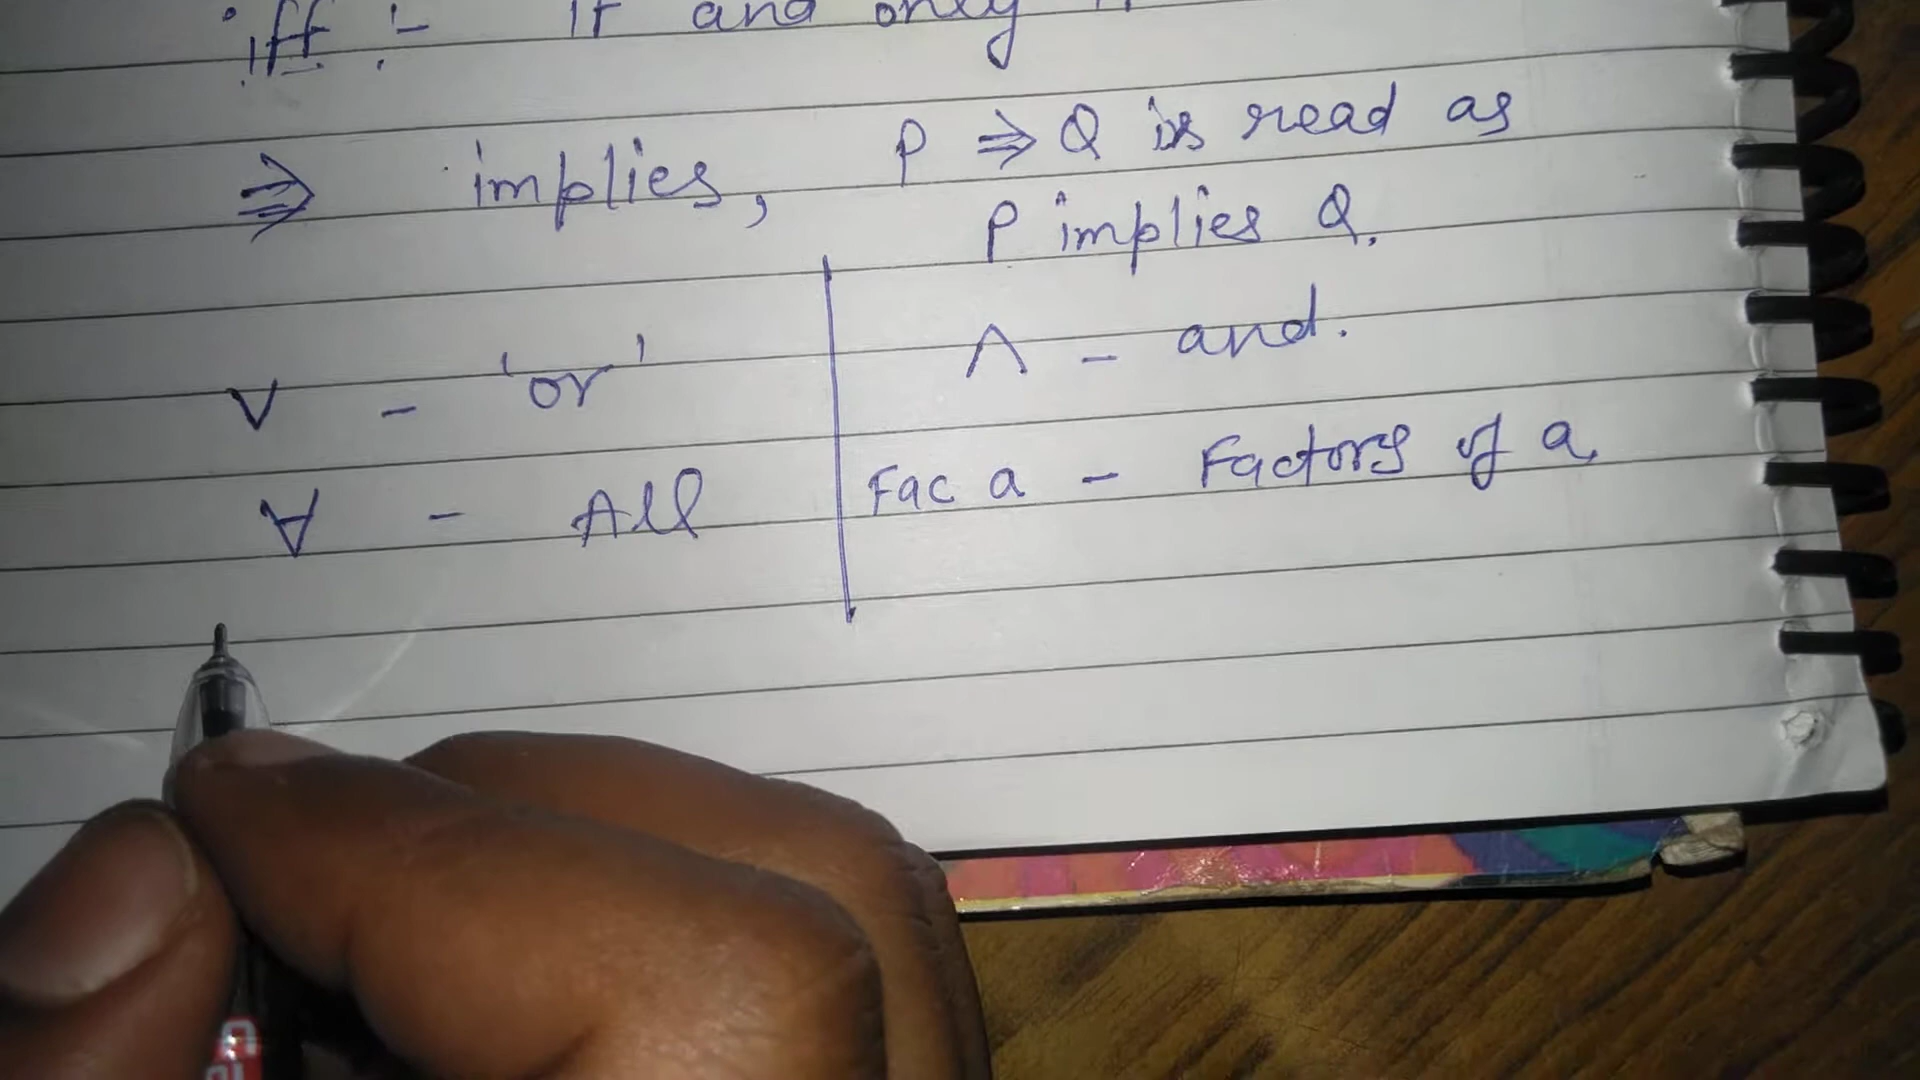 iff :- If and only
⇒ implies, P ⇒ Q is read as
P implies Q.
∨ - 'or'
∧ - and.
∀ - All
Fac a - Factors of a.